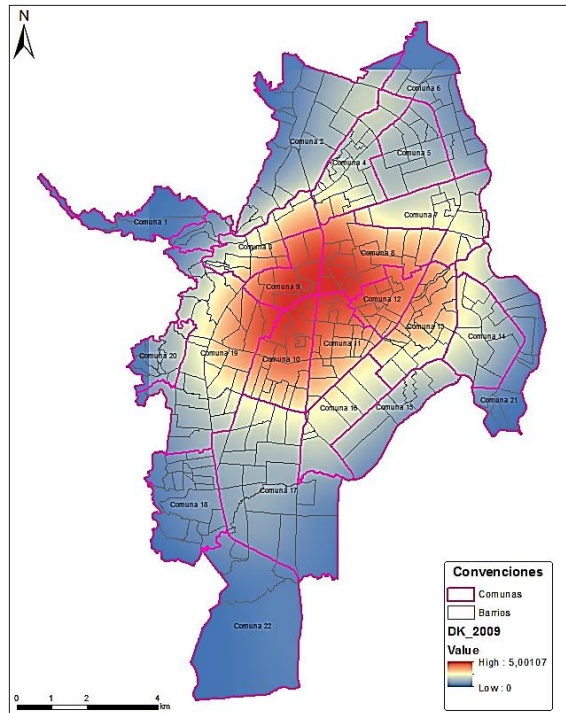 N
Comuna 6
Comuna 2
Comuna 4
Comuna 5
Comuna 1
Comuna 7
Comuna 3
Comuna 8
Comuna 9
Comuna 12
Comuna 13
Comuna 14
Comuna 20
Comuna 19
Comuna 11
Comuna 10
Comuna 21
Comuna 16
Comuna 15
Comuna 17
Comuna 18
Comuna 22
Convenciones
Comunas
Barrios
DK_2009
Value
High : 5,00107
Low : 0
0 1 2 4
km